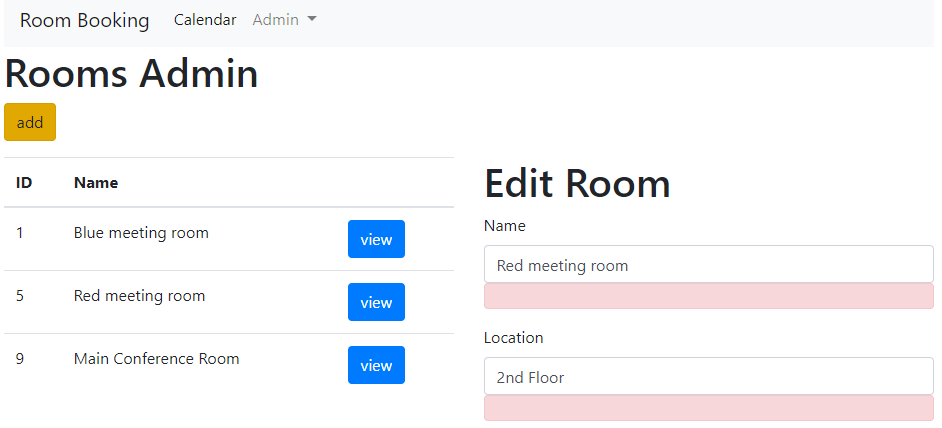 Room Booking Calendar Admin
Rooms Admin
add
ID Name
1 Blue meeting room view
5 Red meeting room view
9 Main Conference Room view
Edit Room
Name
Red meeting room
Location
2nd Floor